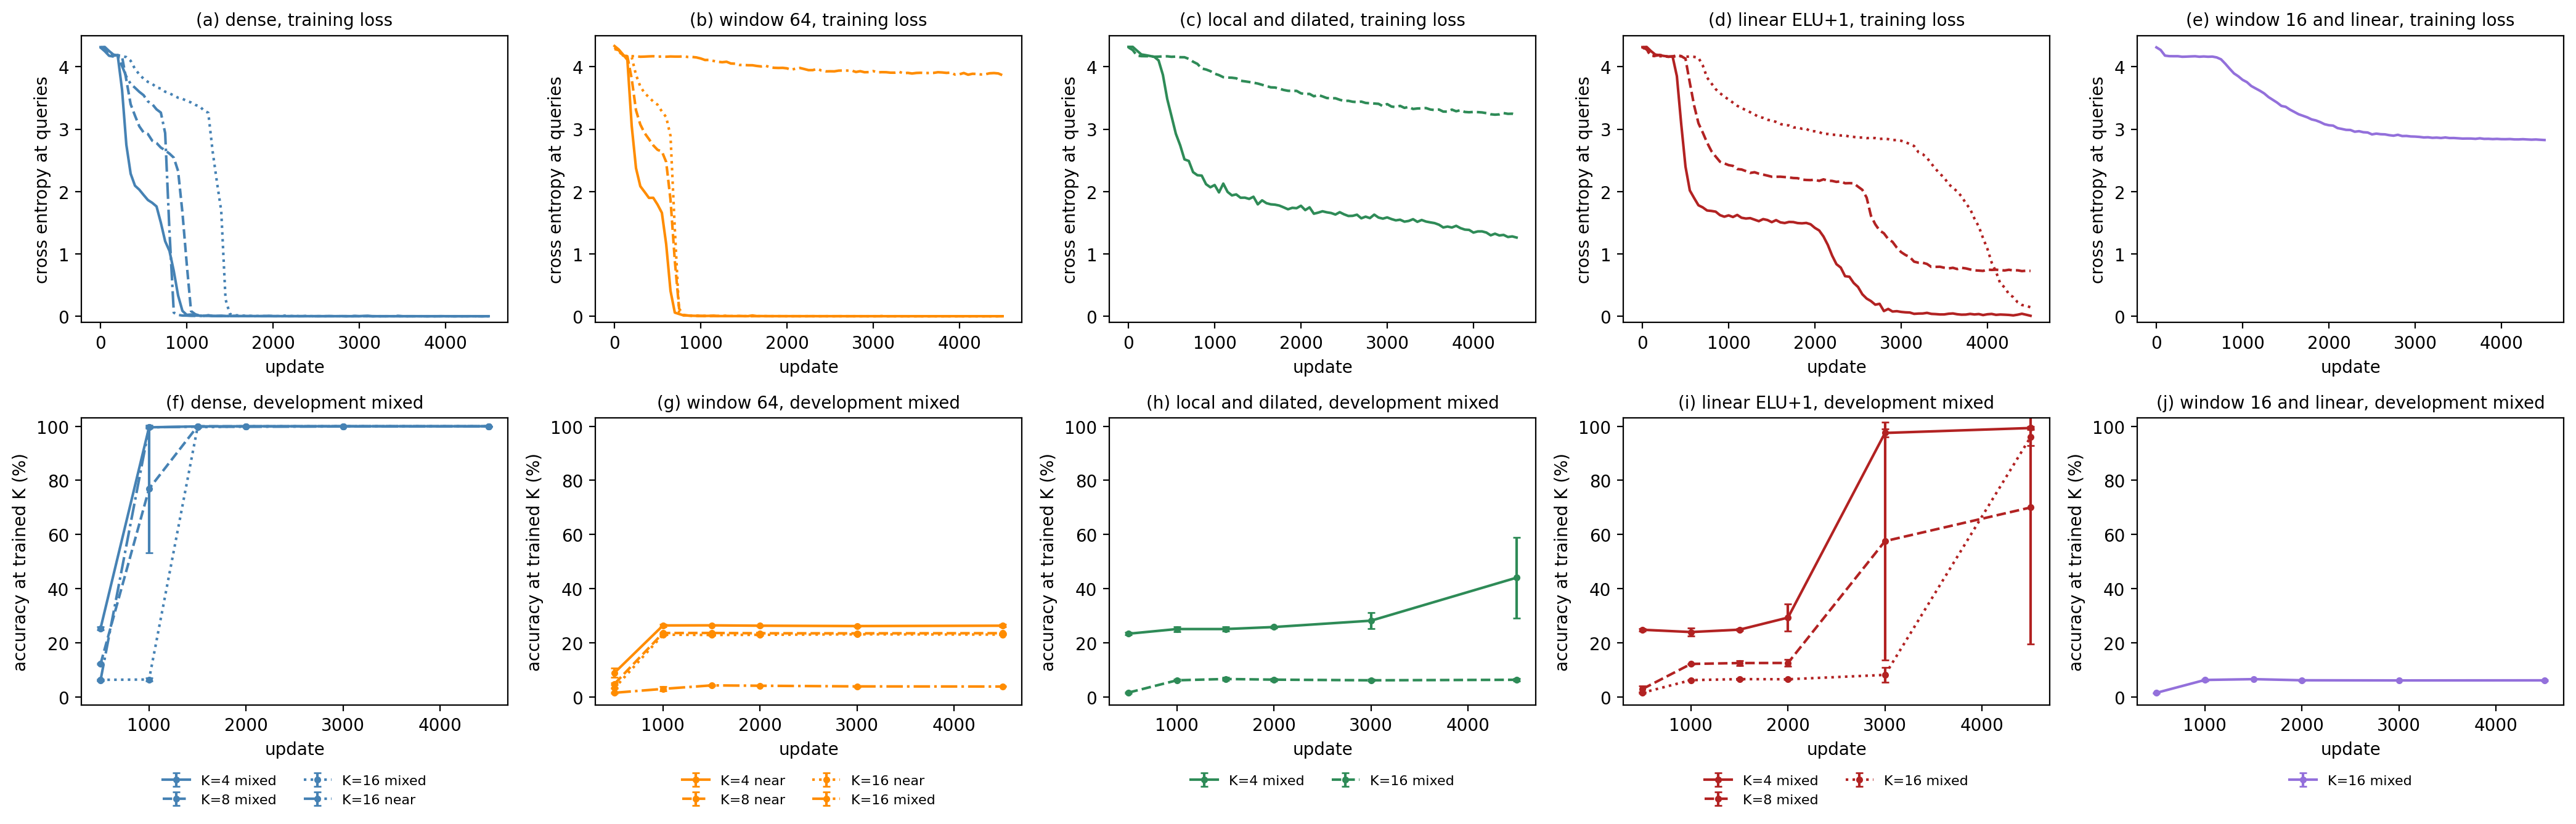 (a) dense, training loss
cross entropy at queries
4
3
2
1
0
0 1000 2000 3000 4000
update
(b) window 64, training loss
cross entropy at queries
4
3
2
1
0
0 1000 2000 3000 4000
update
(c) local and dilated, training loss
cross entropy at queries
4
3
2
1
0
0 1000 2000 3000 4000
update
(d) linear ELU+1, training loss
cross entropy at queries
4
3
2
1
0
0 1000 2000 3000 4000
update
(e) window 16 and linear, training loss
cross entropy at queries
4
3
2
1
0
0 1000 2000 3000 4000
update
(f) dense, development mixed
accuracy at trained K (%)
100
80
60
40
20
0
1000 2000 3000 4000
update
K=4 mixed K=16 mixed
K=8 mixed K=16 near
(g) window 64, development mixed
accuracy at trained K (%)
100
80
60
40
20
0
1000 2000 3000 4000
update
K=4 near K=16 near
K=8 near K=16 mixed
(h) local and dilated, development mixed
accuracy at trained K (%)
100
80
60
40
20
0
1000 2000 3000 4000
update
K=4 mixed K=16 mixed
(i) linear ELU+1, development mixed
accuracy at trained K (%)
100
80
60
40
20
0
1000 2000 3000 4000
update
K=4 mixed K=16 mixed
K=8 mixed
(j) window 16 and linear, development mixed
accuracy at trained K (%)
100
80
60
40
20
0
1000 2000 3000 4000
update
K=16 mixed